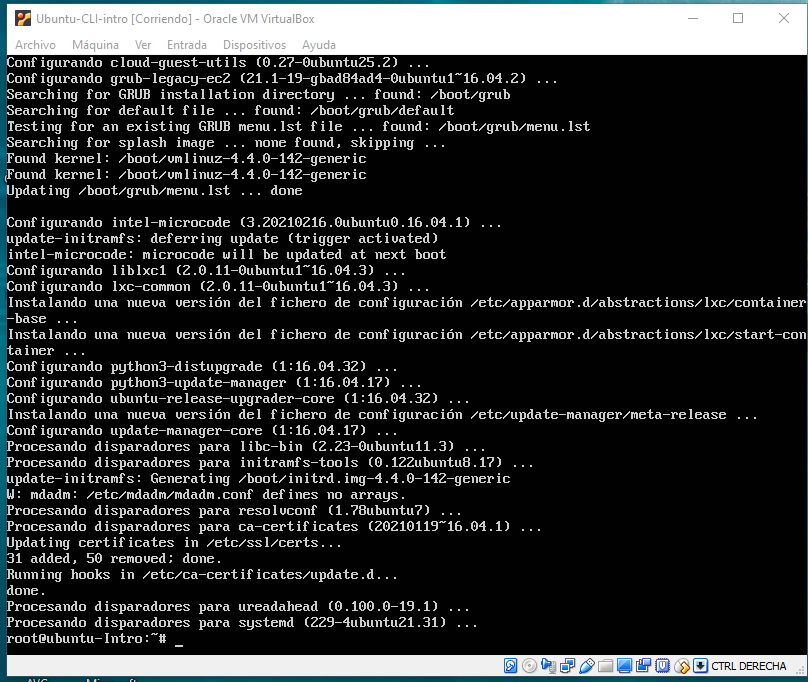 Ubuntu-CLI-intro [Corriendo] - Oracle VM VirtualBox
Archivo Máquina Ver Entrada Dispositivos Ayuda
Configurando cloud-guest-utils (0.27-0ubuntu25.2) ...
Configurando grub-legacy-ec2 (21.1-19-gbad84ad4-0ubuntu1~16.04.2) ...
Searching for GRUB installation directory ... found: /boot/grub
Searching for default file ... found: /boot/grub/default
Testing for an existing GRUB menu.lst file ... found: /boot/grub/menu.lst
Searching for splash image ... none found, skipping ...
Found kernel: /boot/vmlinuz-4.4.0-142-generic
Found kernel: /boot/vmlinuz-4.4.0-142-generic
Updating /boot/grub/menu.lst ... done
Configurando intel-microcode (3.20210216.0ubuntu0.16.04.1) ...
update-initramfs: deferring update (trigger activated)
intel-microcode: microcode will be updated at next boot
Configurando liblxc1 (2.0.11-0ubuntu1~16.04.3) ...
Configurando lxc-common (2.0.11-0ubuntu1~16.04.3) ...
Instalando una nueva versión del fichero de configuración /etc/apparmor.d/abstractions/lxc/container
-base ...
Instalando una nueva versión del fichero de configuración /etc/apparmor.d/abstractions/lxc/start-con
tainer ...
Configurando python3-distupgrade (1:16.04.32) ...
Configurando python3-update-manager (1:16.04.17) ...
Configurando ubuntu-release-upgrader-core (1:16.04.32) ...
Instalando una nueva versión del fichero de configuración /etc/update-manager/meta-release ...
Configurando update-manager-core (1:16.04.17) ...
Procesando disparadores para libc-bin (2.23-0ubuntu11.3) ...
Procesando disparadores para initramfs-tools (0.122ubuntu8.17) ...
update-initramfs: Generating /boot/initrd.img-4.4.0-142-generic
W: mdadm: /etc/mdadm/mdadm.conf defines no arrays.
Procesando disparadores para resolvconf (1.78ubuntu7) ...
Procesando disparadores para ca-certificates (20210119~16.04.1) ...
Updating certificates in /etc/ssl/certs...
31 added, 50 removed; done.
Running hooks in /etc/ca-certificates/update.d...
done.
Procesando disparadores para ureadahead (0.100.0-19.1) ...
Procesando disparadores para systemd (229-4ubuntu21.31) ...
root@ubuntu-Intro:~# _
CTRL DERECHA